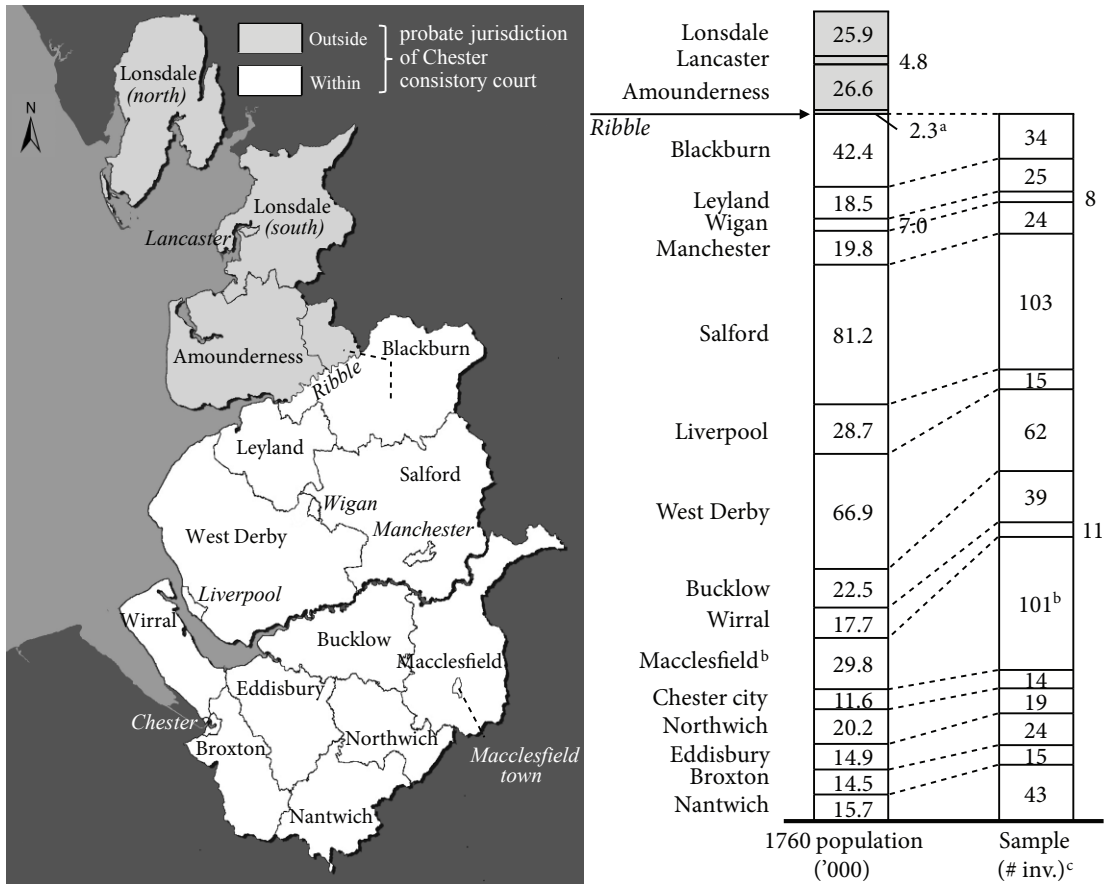 Outside
Within
probate jurisdiction
of Chester
consistory court
N
Lonsdale
(north)
Lonsdale
(south)
Lancaster
Amounderness
Blackburn
Ribble
Leyland
Salford
Wigan
West Derby
Manchester
Liverpool
Wirral
Bucklow
Macclesfield
Eddisbury
Chester
Northwich
Broxton
Macclesfield
town
Nantwich
Lonsdale 25.9
Lancaster 4.8
Amounderness 26.6
Ribble 2.3ᵃ
Blackburn 42.4 34
Leyland 18.5 25
Wigan 7.0 8
Manchester 19.8 24
Salford 81.2 103
Liverpool 28.7 15
West Derby 66.9 62
Bucklow 22.5 39
Wirral 17.7 11
Macclesfieldᵇ 29.8 101ᵇ
Chester city 11.6 14
Northwich 20.2 19
Eddisbury 14.9 24
Broxton 14.5 15
Nantwich 15.7 43
1760 population Sample
('000) (# inv.)ᶜ